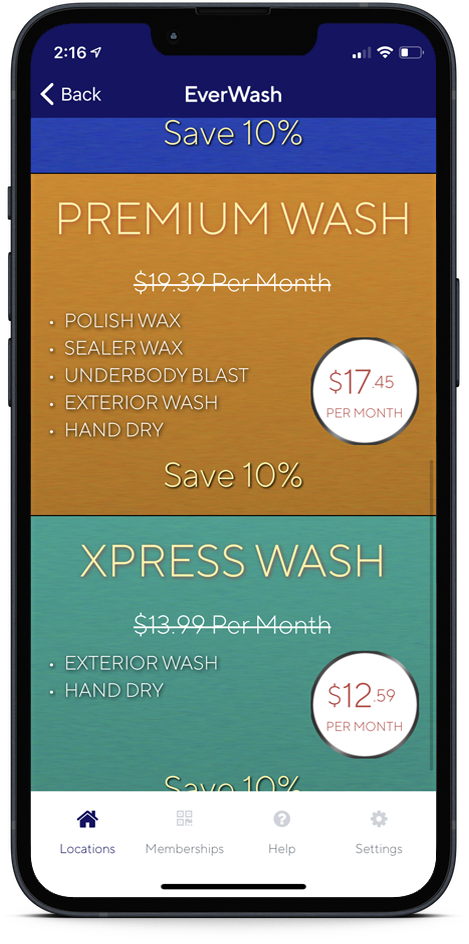 2:16
Back
EverWash
Save 10%
PREMIUM WASH
$19.39 Per Month
• POLISH WAX
• SEALER WAX
• UNDERBODY BLAST
• EXTERIOR WASH
• HAND DRY
$17.45
PER MONTH
Save 10%
XPRESS WASH
$13.99 Per Month
• EXTERIOR WASH
• HAND DRY
$12.59
PER MONTH
Save 10%
Locations
Memberships
Help
Settings